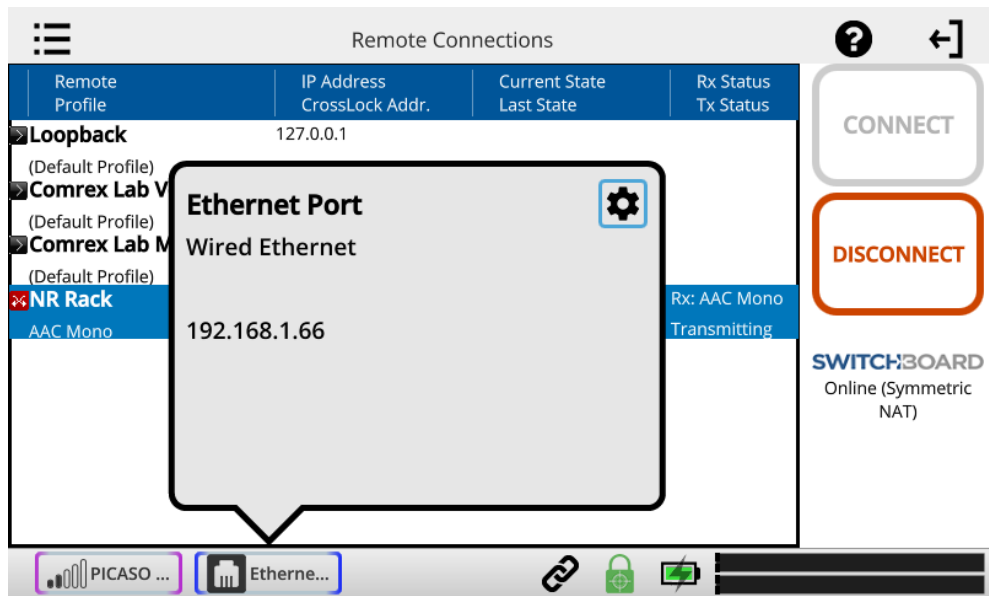 Remote Connections
Remote Profile
IP Address CrossLock Addr.
Current State Last State
Rx Status Tx Status
Loopback
127.0.0.1
(Default Profile)
Comrex Lab V
(Default Profile)
Comrex Lab M
(Default Profile)
NR Rack
Rx: AAC Mono
AAC Mono
Transmitting
Ethernet Port
Wired Ethernet
192.168.1.66
CONNECT
DISCONNECT
SWITCHBOARD
Online (Symmetric
NAT)
PICASO ...
Etherne...